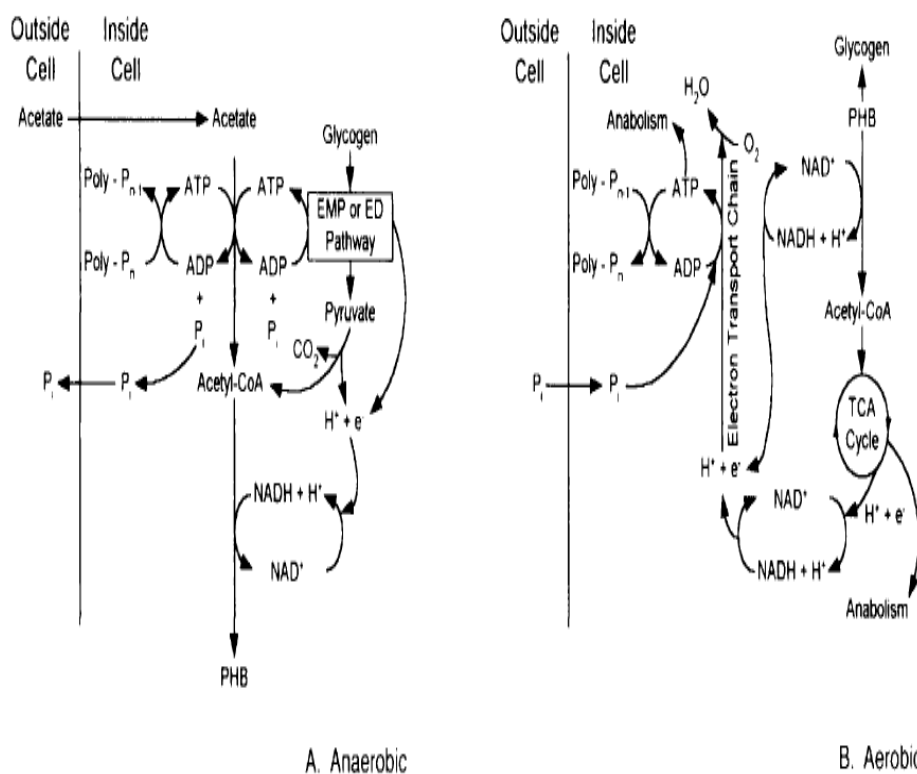 Outside Cell
Inside Cell
Acetate
Acetate
Glycogen
Poly - Pn-1
ATP
ATP
EMP or ED
Pathway
Poly - Pn
ADP
ADP
+
+
Pi
Pi
Pyruvate
CO2
Pi
Pi
Acetyl-CoA
H+ + e-
NADH + H+
NAD+
PHB
A. Anaerobic
Outside Cell
Inside Cell
Glycogen
H2O
PHB
Anabolism
O2
NAD+
Poly - Pn-1
ATP
Electron Transport Chain
NADH + H+
Poly - Pn
ADP
Acetyl-CoA
Pi
Pi
TCA
Cycle
H+ + e-
NAD+
H+ + e-
NADH + H+
Anabolism
B. Aerobic